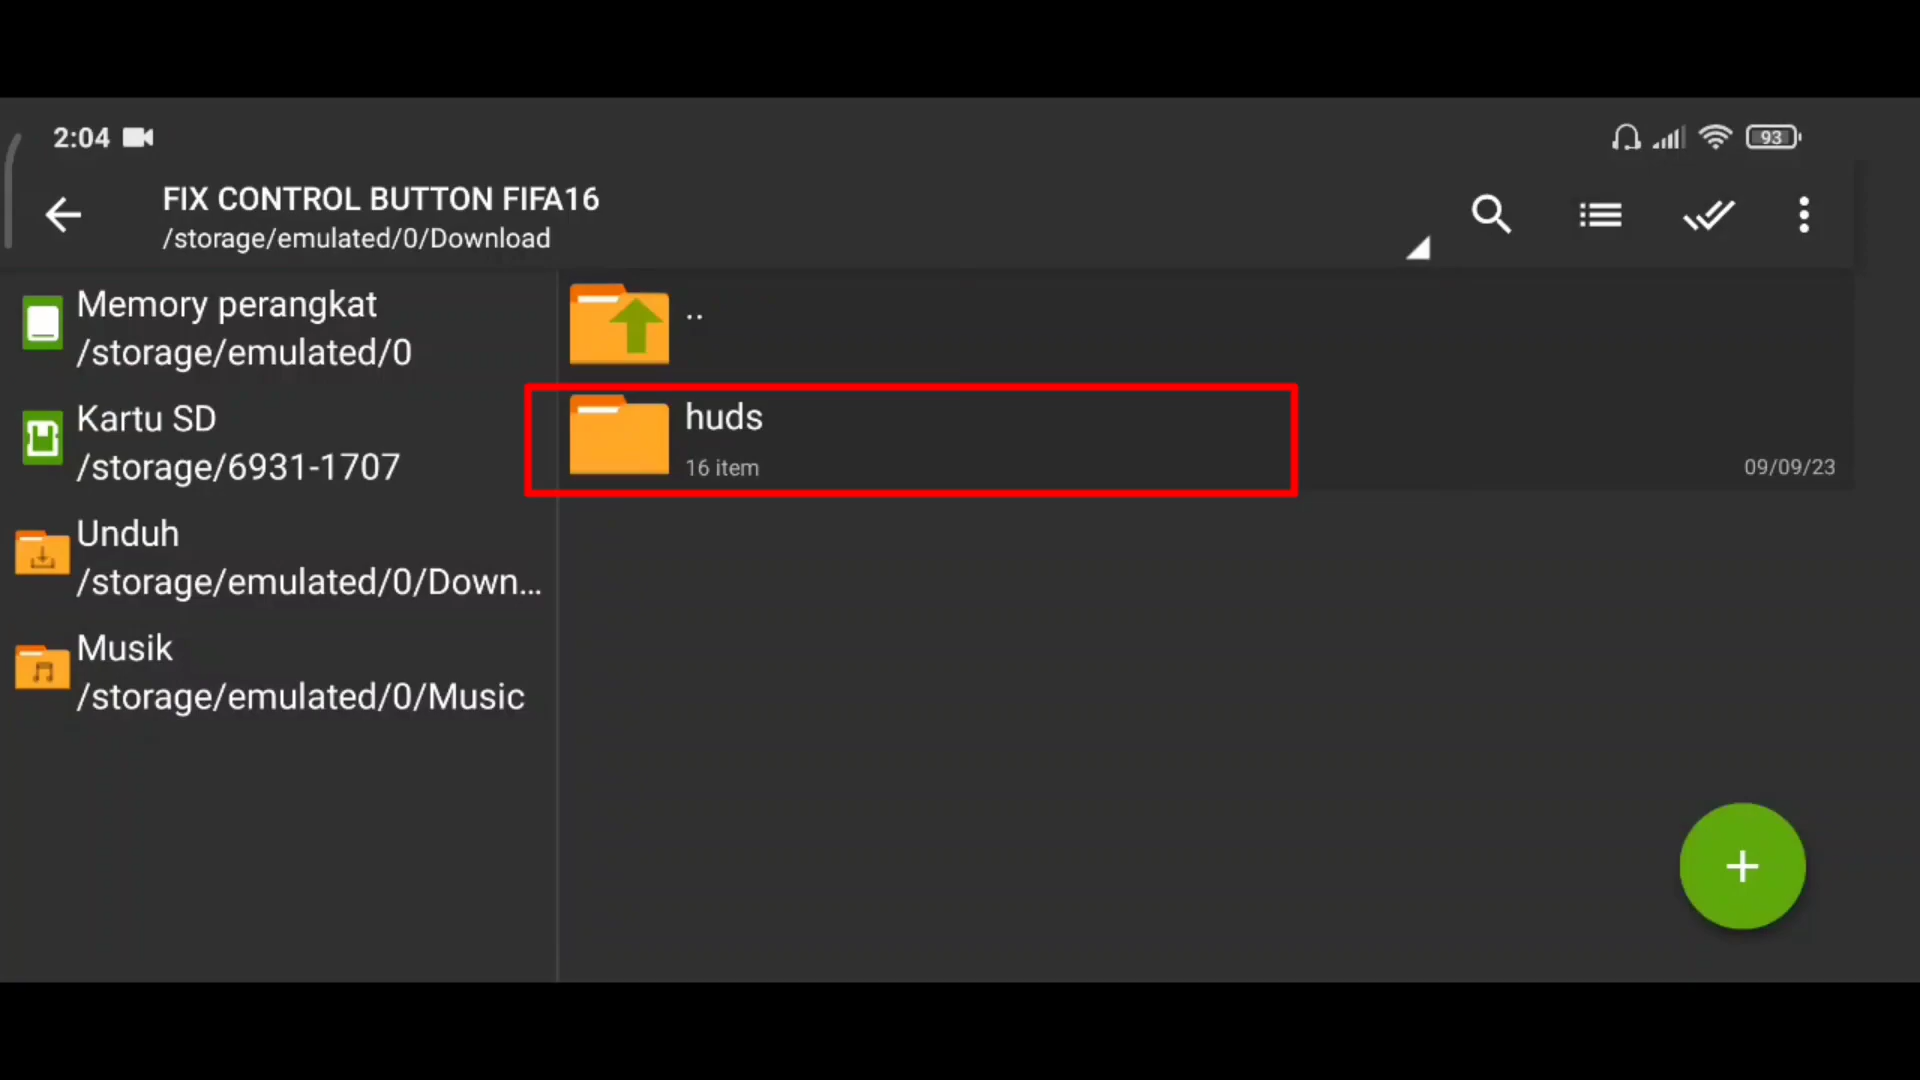 2:04
93
FIX CONTROL BUTTON FIFA16
/storage/emulated/0/Download
Memory perangkat
/storage/emulated/0
Kartu SD
/storage/6931-1707
Unduh
/storage/emulated/0/Down...
Musik
/storage/emulated/0/Music
..
huds
16 item
09/09/23